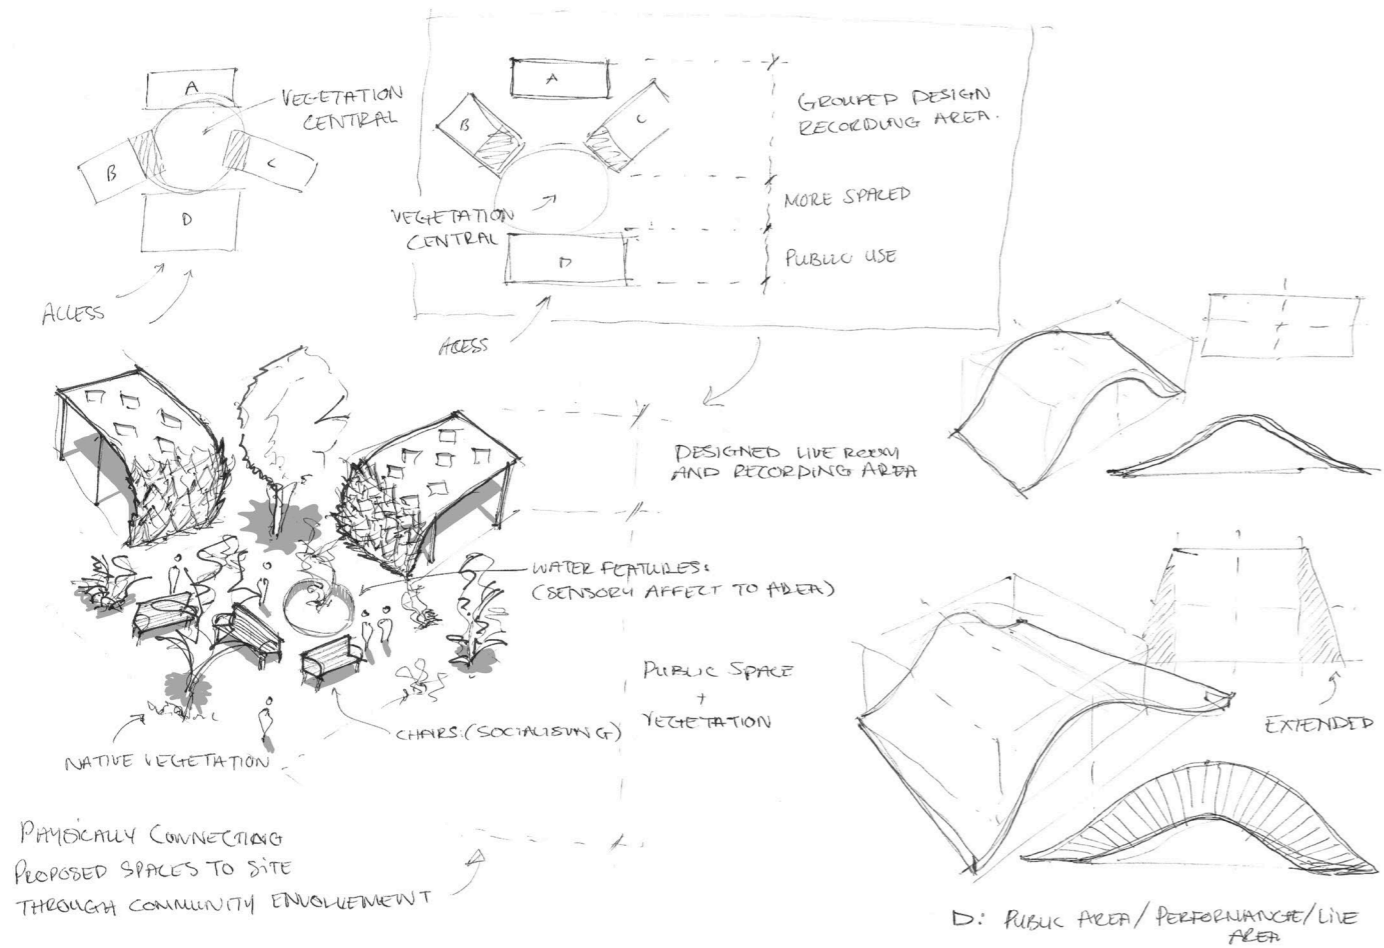 A
VEGETATION
CENTRAL
B
C
D
ACCESS
A
B
C
VEGETATION
CENTRAL
D
ACESS
GROUPED DESIGN
RECORDING AREA.
MORE SPACED
PUBLIC USE
DESIGNED LIVE ROOM
AND RECORDING AREA
WATER FEATURES:
(SENSORY AFFECT TO AREA)
PUBLIC SPACE
+
VEGETATION
CHAIRS: (SOCIALISING)
NATIVE VEGETATION
EXTENDED
PHYSICALLY CONNECTING
PROPOSED SPACES TO SITE
THROUGH COMMUNITY ENVOLVEMENT
D: PUBLIC AREA/PERFORMANCE/LIVE
AREA